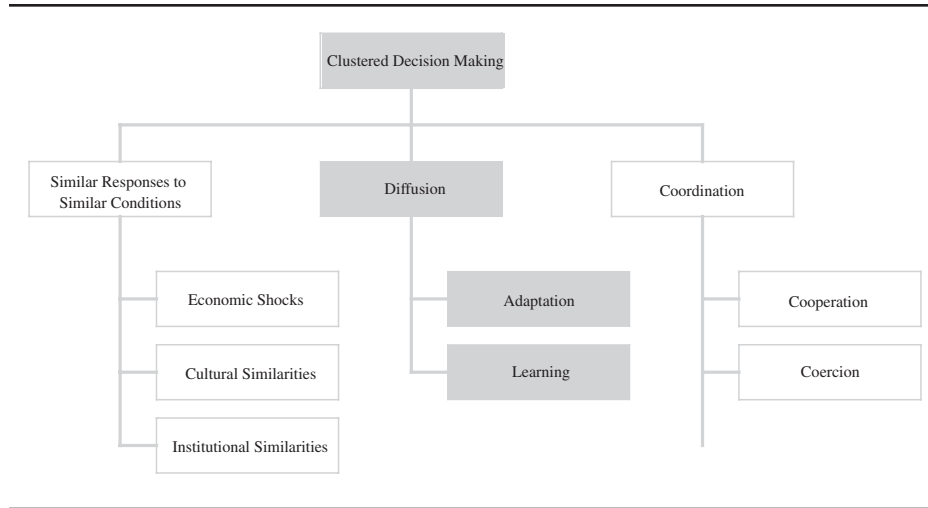 Clustered Decision Making
Similar Responses to
Similar Conditions
Diffusion
Coordination
Economic Shocks
Adaptation
Cooperation
Cultural Similarities
Learning
Coercion
Institutional Similarities